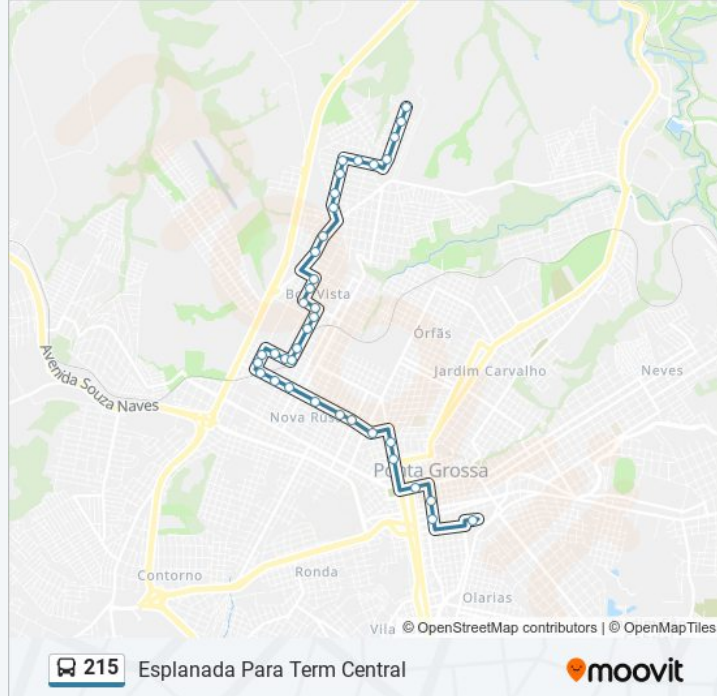 Boa Vista
Órfãs
Avenida Souza Naves
Jardim Carvalho
Neves
Nova Rússia
Ponta Grossa
Contorno
Ronda
Olarias
Vila
© OpenStreetMap contributors | © OpenMapTiles
215 Esplanada Para Term Central
moovit